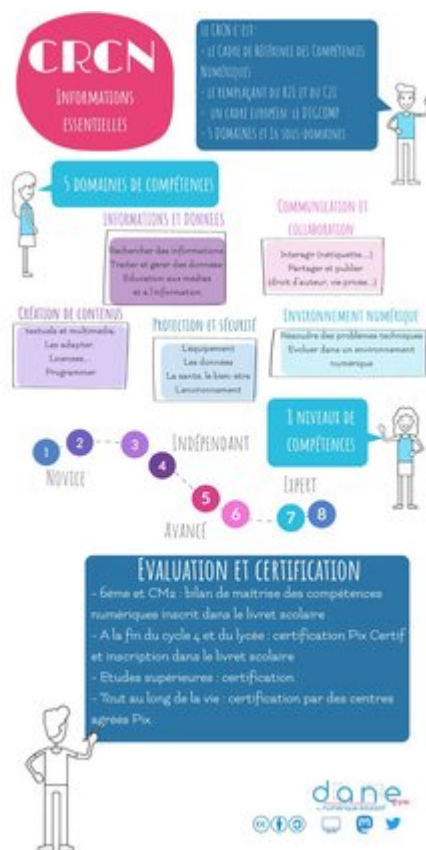 CRCN
INFORMATIONS
ESSENTIELLES
LE CRCN C'EST :
- LE CADRE DE RÉFÉRENCE DES COMPÉTENCES
NUMÉRIQUES
- LE REMPLAÇANT DU B2I ET DU C2I
- UN CADRE EUROPÉEN: LE DIGCOMP
- 5 DOMAINES ET 16 SOUS-DOMAINES
5 DOMAINES DE COMPÉTENCES
INFORMATIONS ET DONNÉES
Rechercher des informations
Traiter et gérer des données
Education aux médias
et à l'information
COMMUNICATION ET
COLLABORATION
Interagir (nétiquette...)
Partager et publier
(droit d'auteur, vie privée...)
CRÉATION DE CONTENUS
textuels et multimedia,
Les adapter,
Licenses...
Programmer
PROTECTION ET SÉCURITÉ
L'équipement
Les données
La santé, le bien-être
L'environnement
ENVIRONNEMENT NUMÉRIQUE
Résoudre des problèmes techniques
Evoluer dans un environnement
numérique
8 NIVEAUX DE
COMPÉTENCES
1 2 3 4 5 6 7 8
NOVICE
INDÉPENDANT
AVANCÉ
EXPERT
EVALUATION ET CERTIFICATION
- 6ème et CM2 : bilan de maîtrise des compétences
numériques inscrit dans le livret scolaire
- A la fin du cycle 4 et du lycée : certification Pix Certif
et inscription dans le livret scolaire
- Etudes supérieures : certification
- Tout au long de la vie : certification par des centres
agréés Pix
dane
numérique éducatif